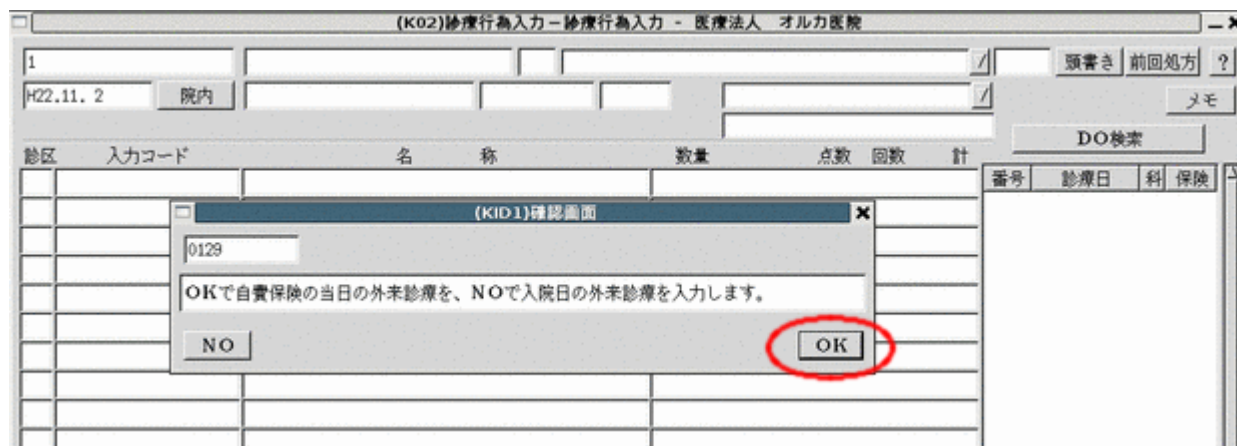 (K02)診療行為入力－診療行為入力 - 医療法人　オルカ医院
1 / 頭書き 前回処方 ?
H22.11. 2 院内 / メモ
DO検索
診区 入力コード 名　称 数量 点数 回数 計
番号 診療日 科 保険
(KID1)確認画面
0129
OKで自費保険の当日の外来診療を、NOで入院日の外来診療を入力します。
NO OK